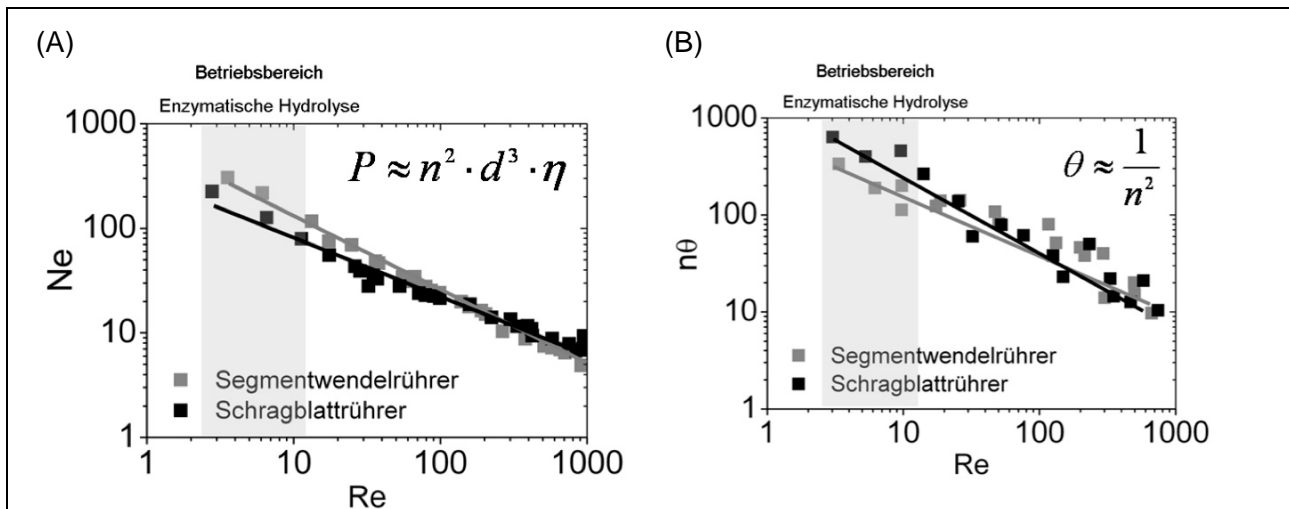 (A)
Betriebsbereich
Enzymatische Hydrolyse
1000
100
10
1
Ne
P ≈ n² · d³ · η
Segmentwendelrührer
Schragblattrührer
1 10 100 1000
Re
(B)
Betriebsbereich
Enzymatische Hydrolyse
1000
100
10
1
nθ
θ ≈ 1/n²
Segmentwendelrührer
Schragblattrührer
1 10 100 1000
Re